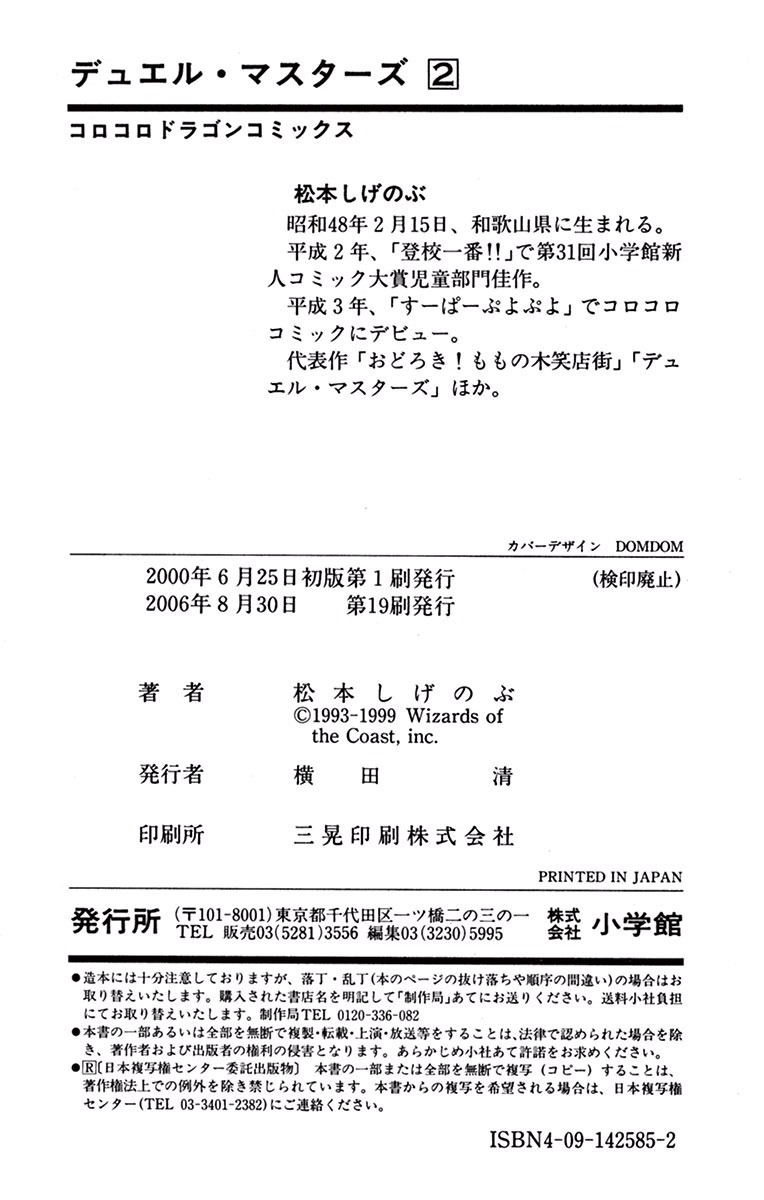 デュエル・マスターズ 2
コロコロドラゴンコミックス
松本しげのぶ
昭和48年2月15日、和歌山県に生まれる。
平成2年、「登校一番!!」で第31回小学館新
人コミック大賞児童部門佳作。
平成3年、「すーぱーぷよぷよ」でコロコロ
コミックにデビュー。
代表作「おどろき！ももの木笑店街」「デュ
エル・マスターズ」ほか。
カバーデザイン DOMDOM
2000年6月25日初版第1刷発行 (検印廃止)
2006年8月30日 第19刷発行
著者 松本しげのぶ
©1993-1999 Wizards of
the Coast, inc.
発行者 横田 清
印刷所 三晃印刷株式会社
PRINTED IN JAPAN
発行所 (〒101-8001)東京都千代田区一ツ橋二の三の一 株式会社 小学館
TEL 販売03(5281)3556 編集03(3230)5995
●造本には十分注意しておりますが、落丁・乱丁(本のページの抜け落ちや順序の間違い)の場合はお
取り替えいたします。購入された書店名を明記して「制作局」あてにお送りください。送料小社負担
にてお取り替えいたします。制作局TEL 0120-336-082
●本書の一部あるいは全部を無断で複製・転載・上演・放送等をすることは、法律で認められた場合を除
き、著作者および出版者の権利の侵害となります。あらかじめ小社あて許諾をお求めください。
●R〔日本複写権センター委託出版物〕 本書の一部または全部を無断で複写（コピー）することは、
著作権法上での例外を除き禁じられています。本書からの複写を希望される場合は、日本複写権
センター(TEL 03-3401-2382)にご連絡ください。
ISBN4-09-142585-2